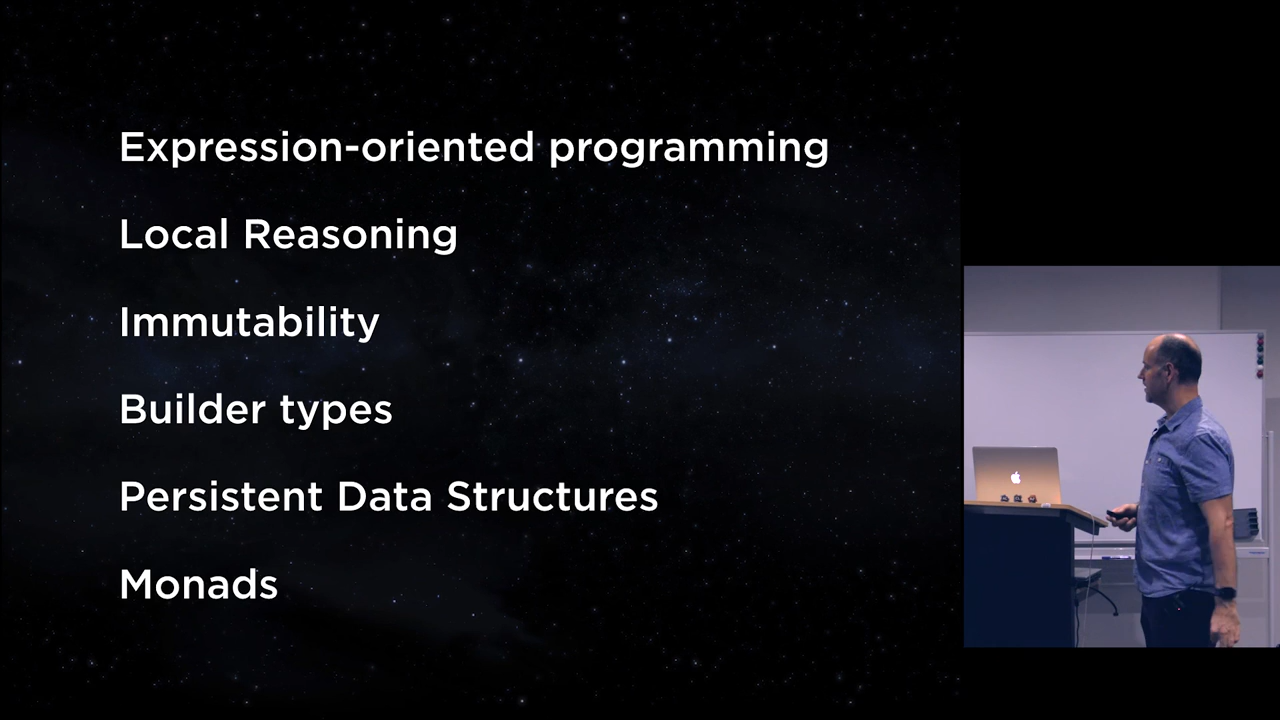 Expression-oriented programming
Local Reasoning
Immutability
Builder types
Persistent Data Structures
Monads